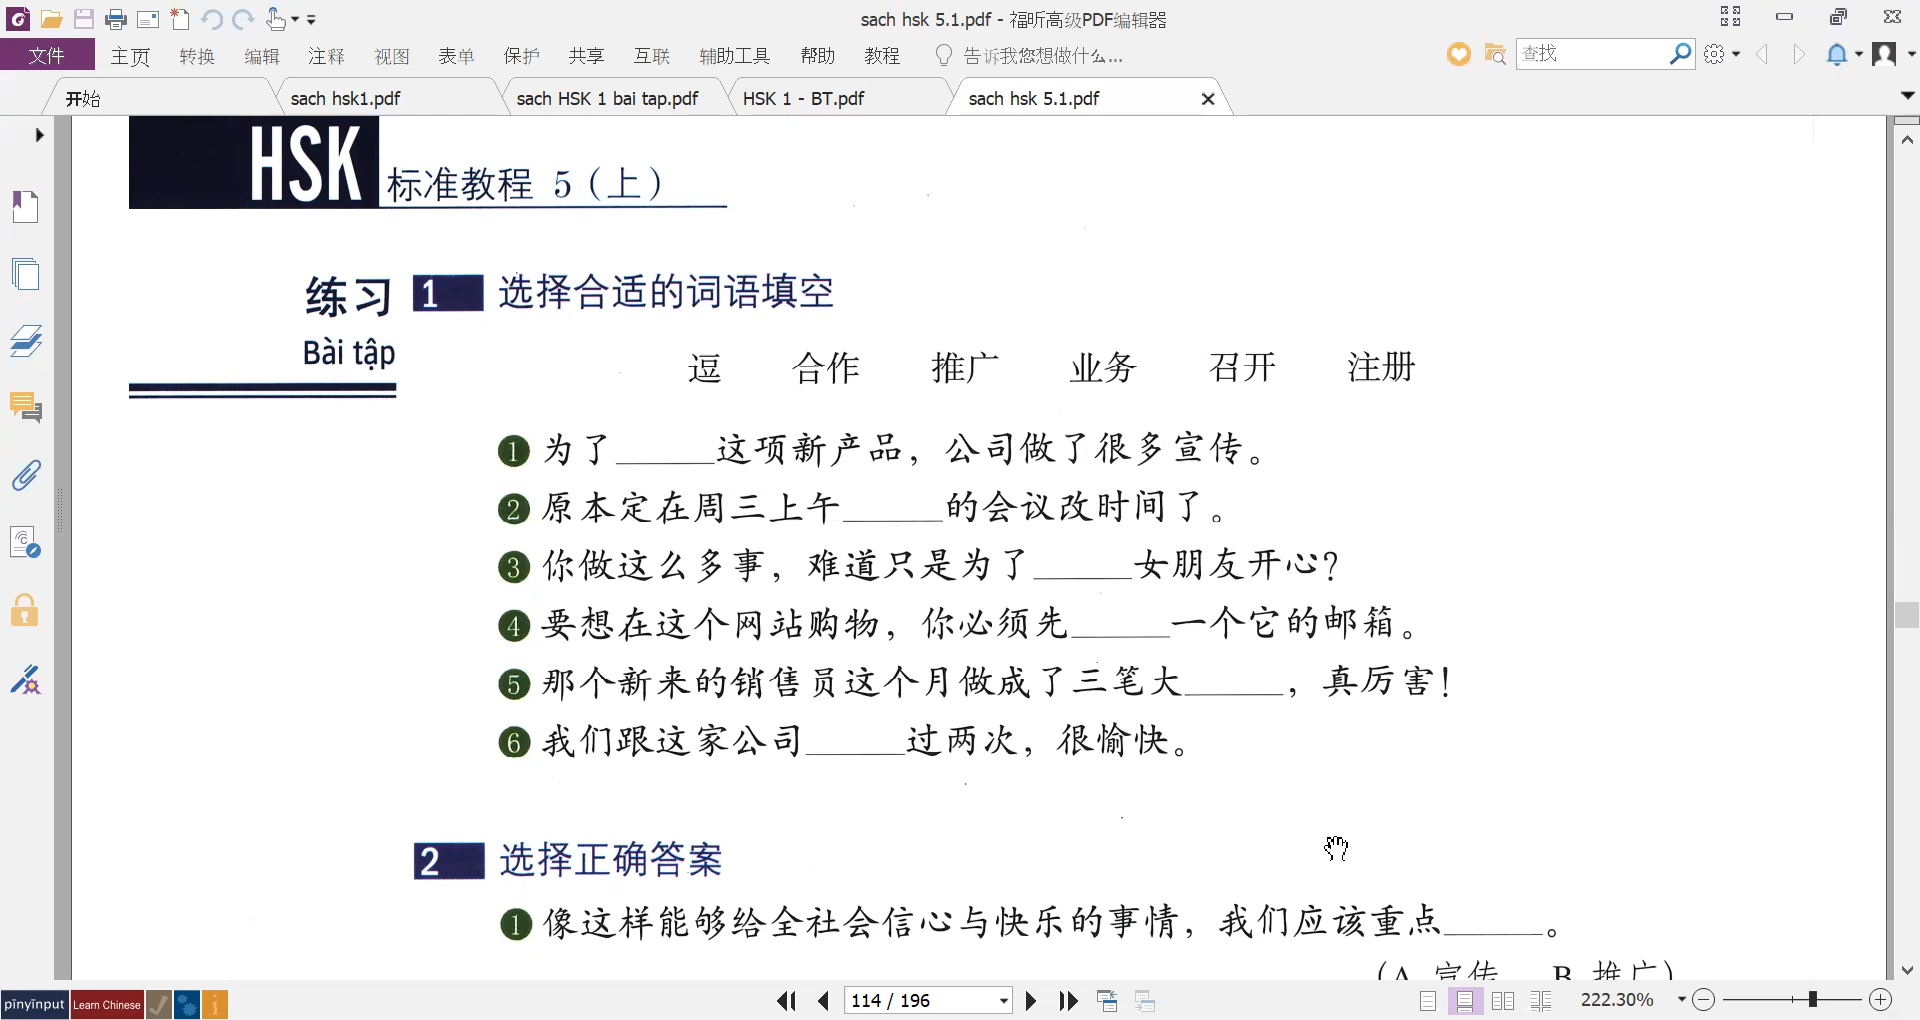 sach hsk 5.1.pdf - 福昕高级PDF编辑器
文件 主页 转换 编辑 注释 视图 表单 保护 共享 互联 辅助工具 帮助 教程 告诉我您想做什么... 查找
开始 sach hsk1.pdf sach HSK 1 bai tap.pdf HSK 1 - BT.pdf sach hsk 5.1.pdf
HSK 标准教程 5（上）
练习 1 选择合适的词语填空
Bài tập
逗 合作 推广 业务 召开 注册
1 为了______这项新产品，公司做了很多宣传。
2 原本定在周三上午______的会议改时间了。
3 你做这么多事，难道只是为了______女朋友开心？
4 要想在这个网站购物，你必须先______一个它的邮箱。
5 那个新来的销售员这个月做成了三笔大______，真厉害！
6 我们跟这家公司______过两次，很愉快。
2 选择正确答案
1 像这样能够给全社会信心与快乐的事情，我们应该重点______。
（A 宣传 B 推广）
pīnyīnput Learn Chinese 114 / 196 222.30%